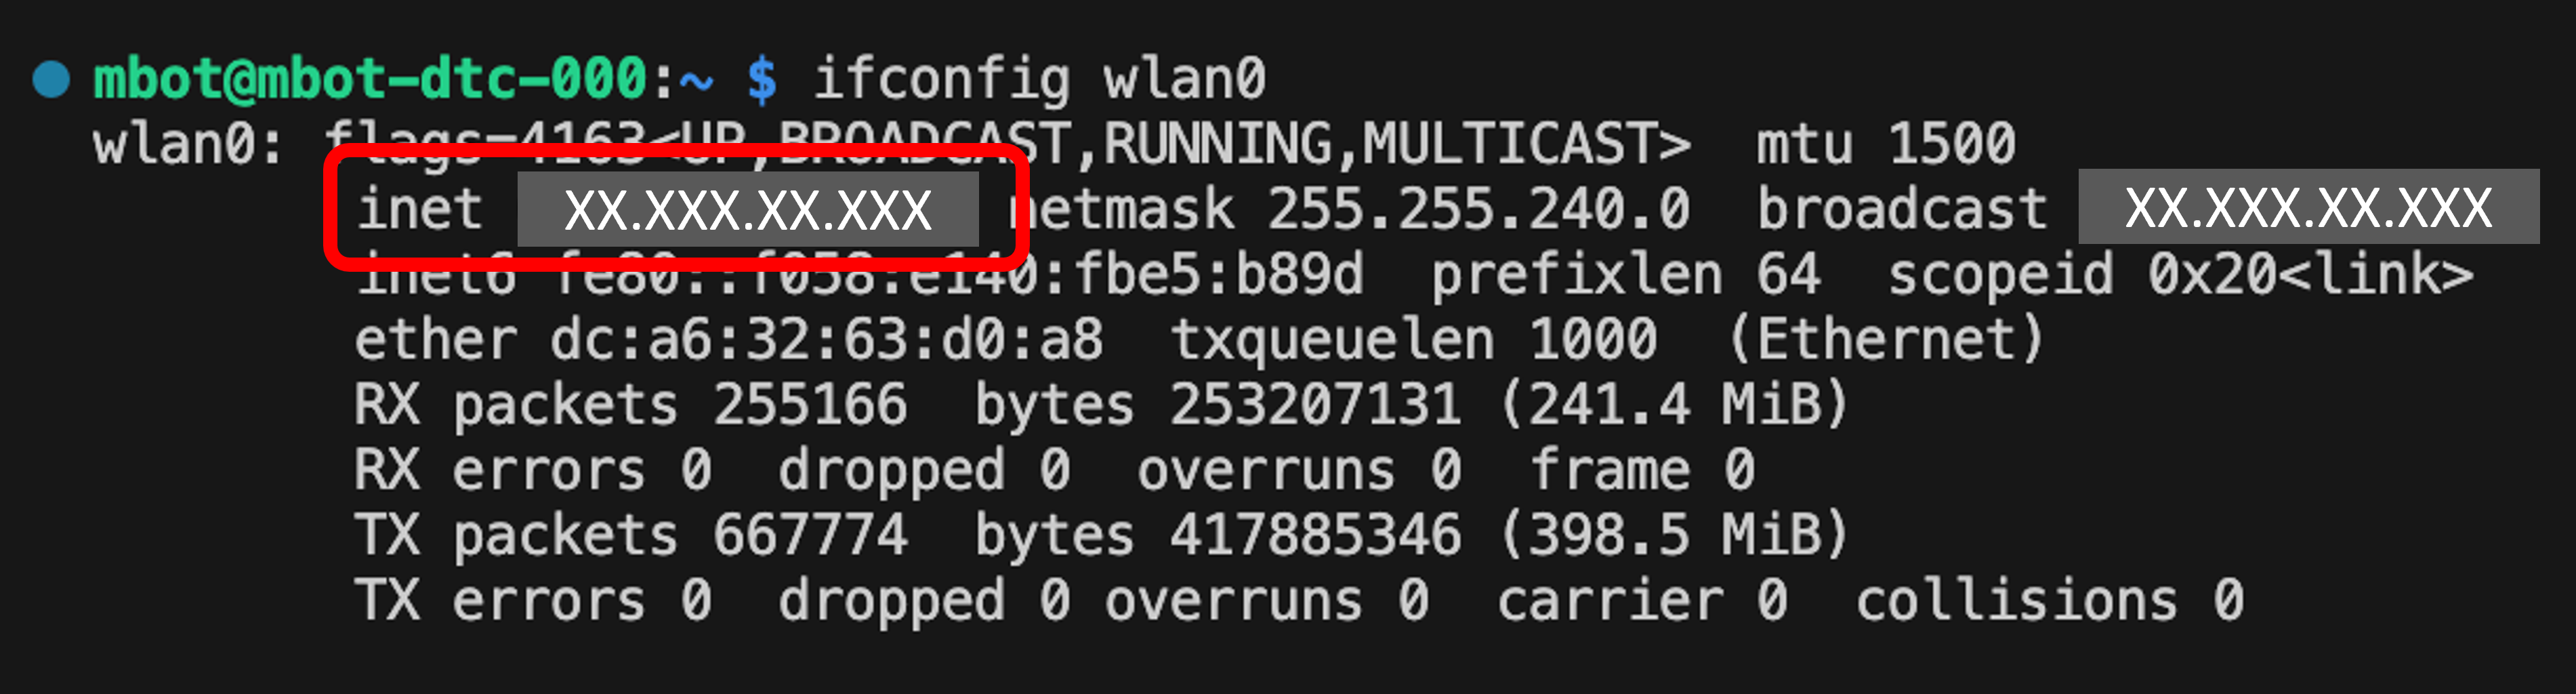 mbot@mbot-dtc-000:~ $ ifconfig wlan0
wlan0: flags=4163<UP,BROADCAST,RUNNING,MULTICAST>  mtu 1500
inet XX.XXX.XX.XXX netmask 255.255.240.0  broadcast XX.XXX.XX.XXX
inet6 fe80::f058:e140:fbe5:b89d  prefixlen 64  scopeid 0x20<link>
ether dc:a6:32:63:d0:a8  txqueuelen 1000  (Ethernet)
RX packets 255166  bytes 253207131 (241.4 MiB)
RX errors 0  dropped 0  overruns 0  frame 0
TX packets 667774  bytes 417885346 (398.5 MiB)
TX errors 0  dropped 0 overruns 0  carrier 0  collisions 0